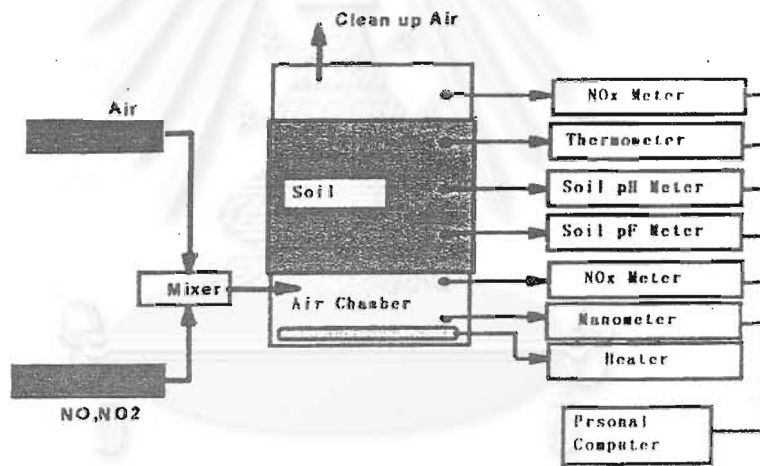 Clean up Air
Air
NOx Meter
Thermometer
Soil
Soil pH Meter
Soil pF Meter
Mixer
NOx Meter
Air Chamber
Manometer
Heater
NO,NO2
Prsonal
Computer